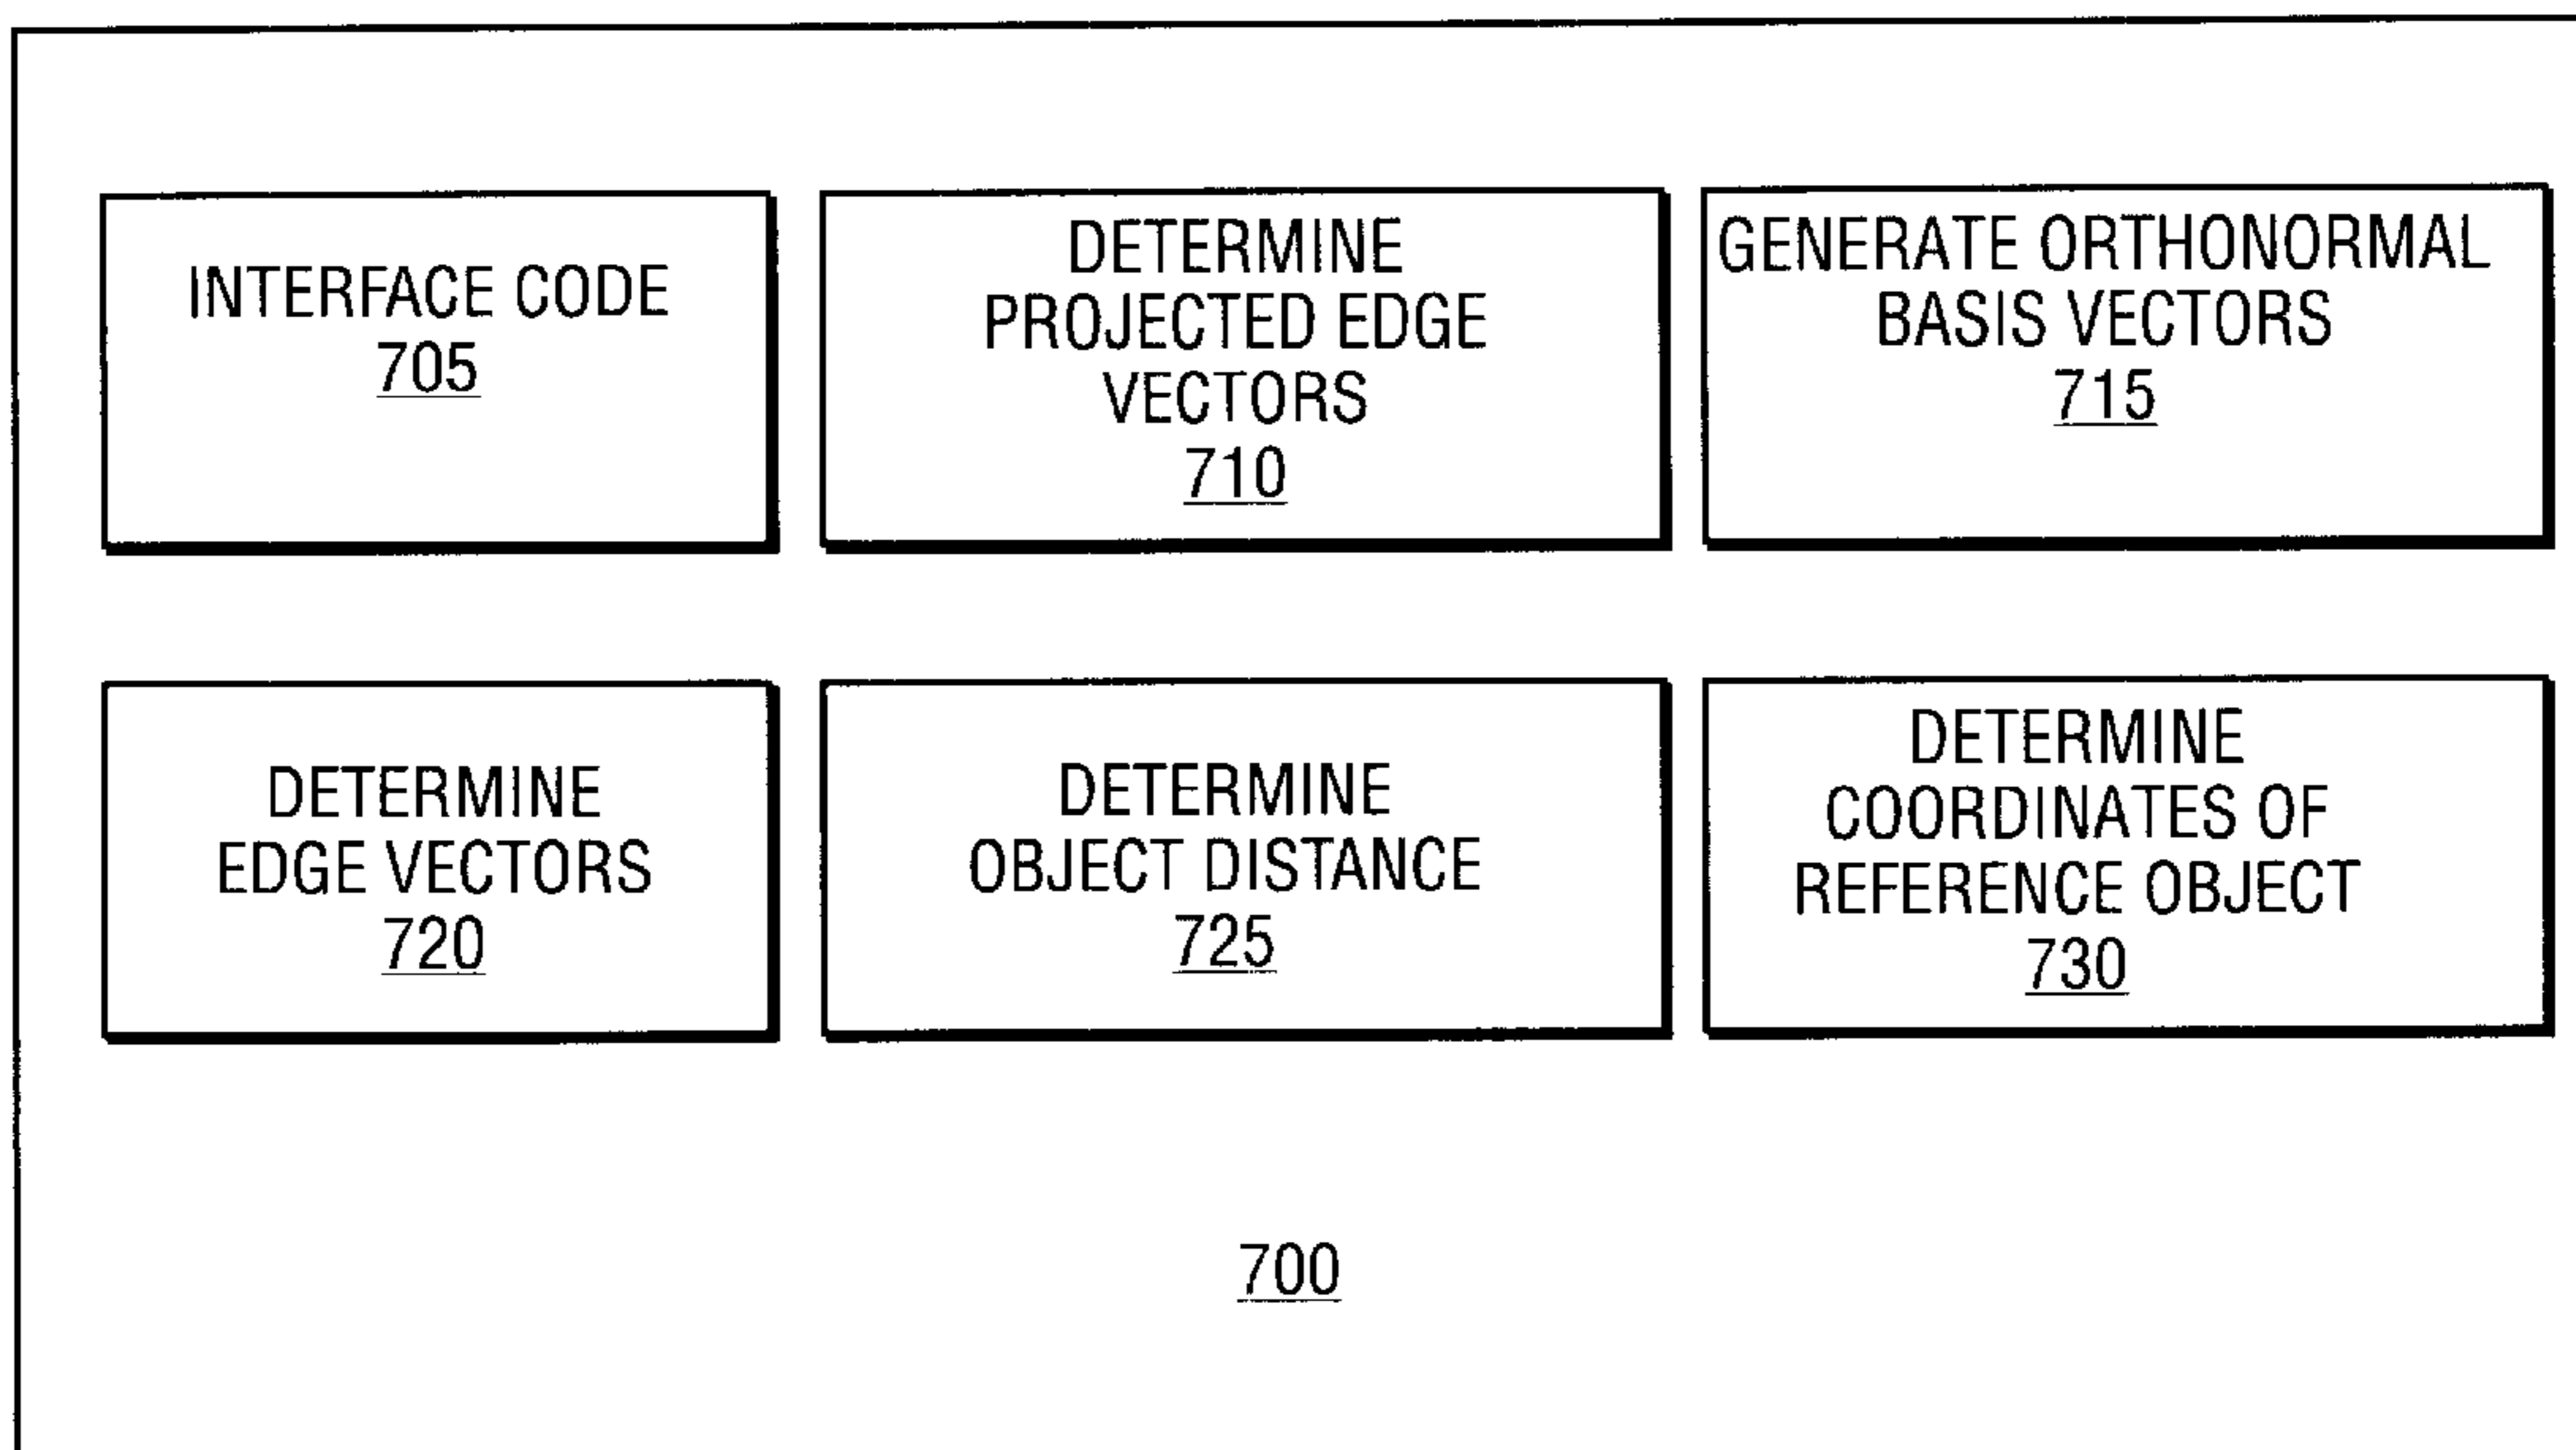 INTERFACE CODE
705
DETERMINE
PROJECTED EDGE
VECTORS
710
GENERATE ORTHONORMAL
BASIS VECTORS
715
DETERMINE
EDGE VECTORS
720
DETERMINE
OBJECT DISTANCE
725
DETERMINE
COORDINATES OF
REFERENCE OBJECT
730
700